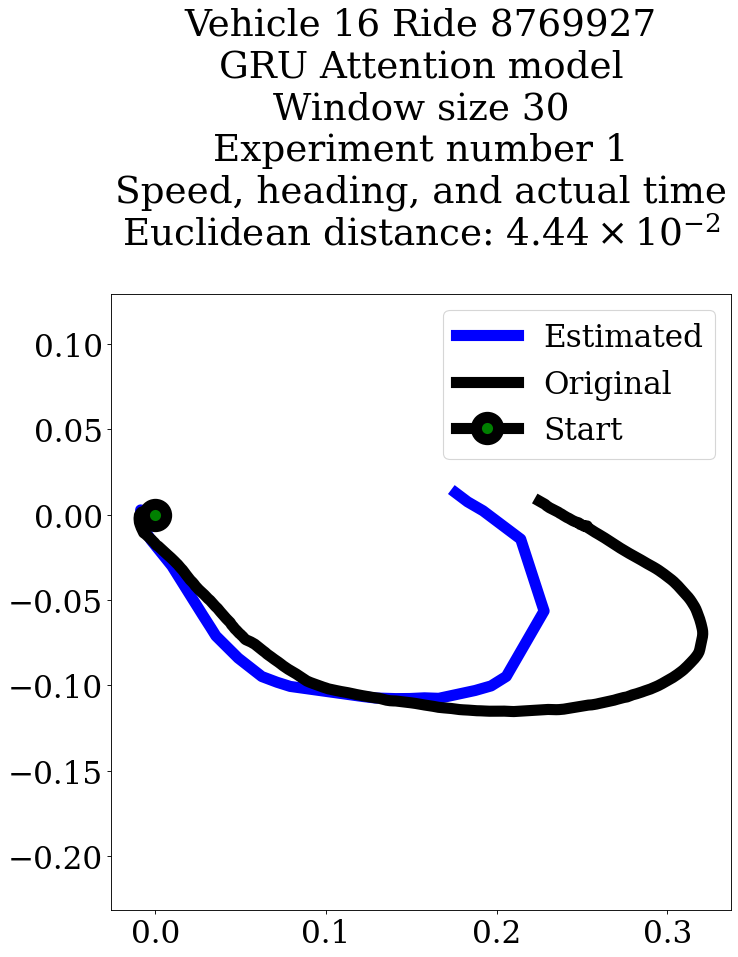 Vehicle 16 Ride 8769927
GRU Attention model
Window size 30
Experiment number 1
Speed, heading, and actual time
Euclidean distance: 4.44 × 10⁻²
Estimated
Original
Start
0.10
0.05
0.00
−0.05
−0.10
−0.15
−0.20
0.0 0.1 0.2 0.3